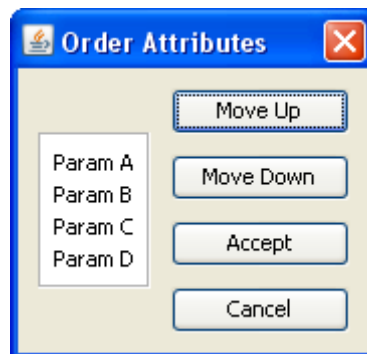 Order Attributes
Param A
Param B
Param C
Param D
Move Up
Move Down
Accept
Cancel